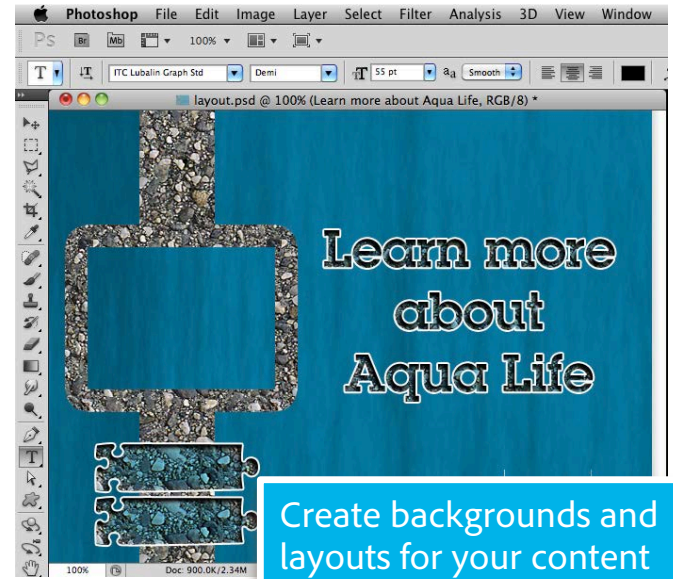 Photoshop File Edit Image Layer Select Filter Analysis 3D View Window
Ps Br Mb 100%
T T ITC Lubalin Graph Std Demi T 55 pt aa Smooth
layout.psd @ 100% (Learn more about Aqua Life, RGB/8) *
Learn more
about
Aqua Life
T
Create backgrounds and
layouts for your content
100% Doc: 900.0K/2.34M